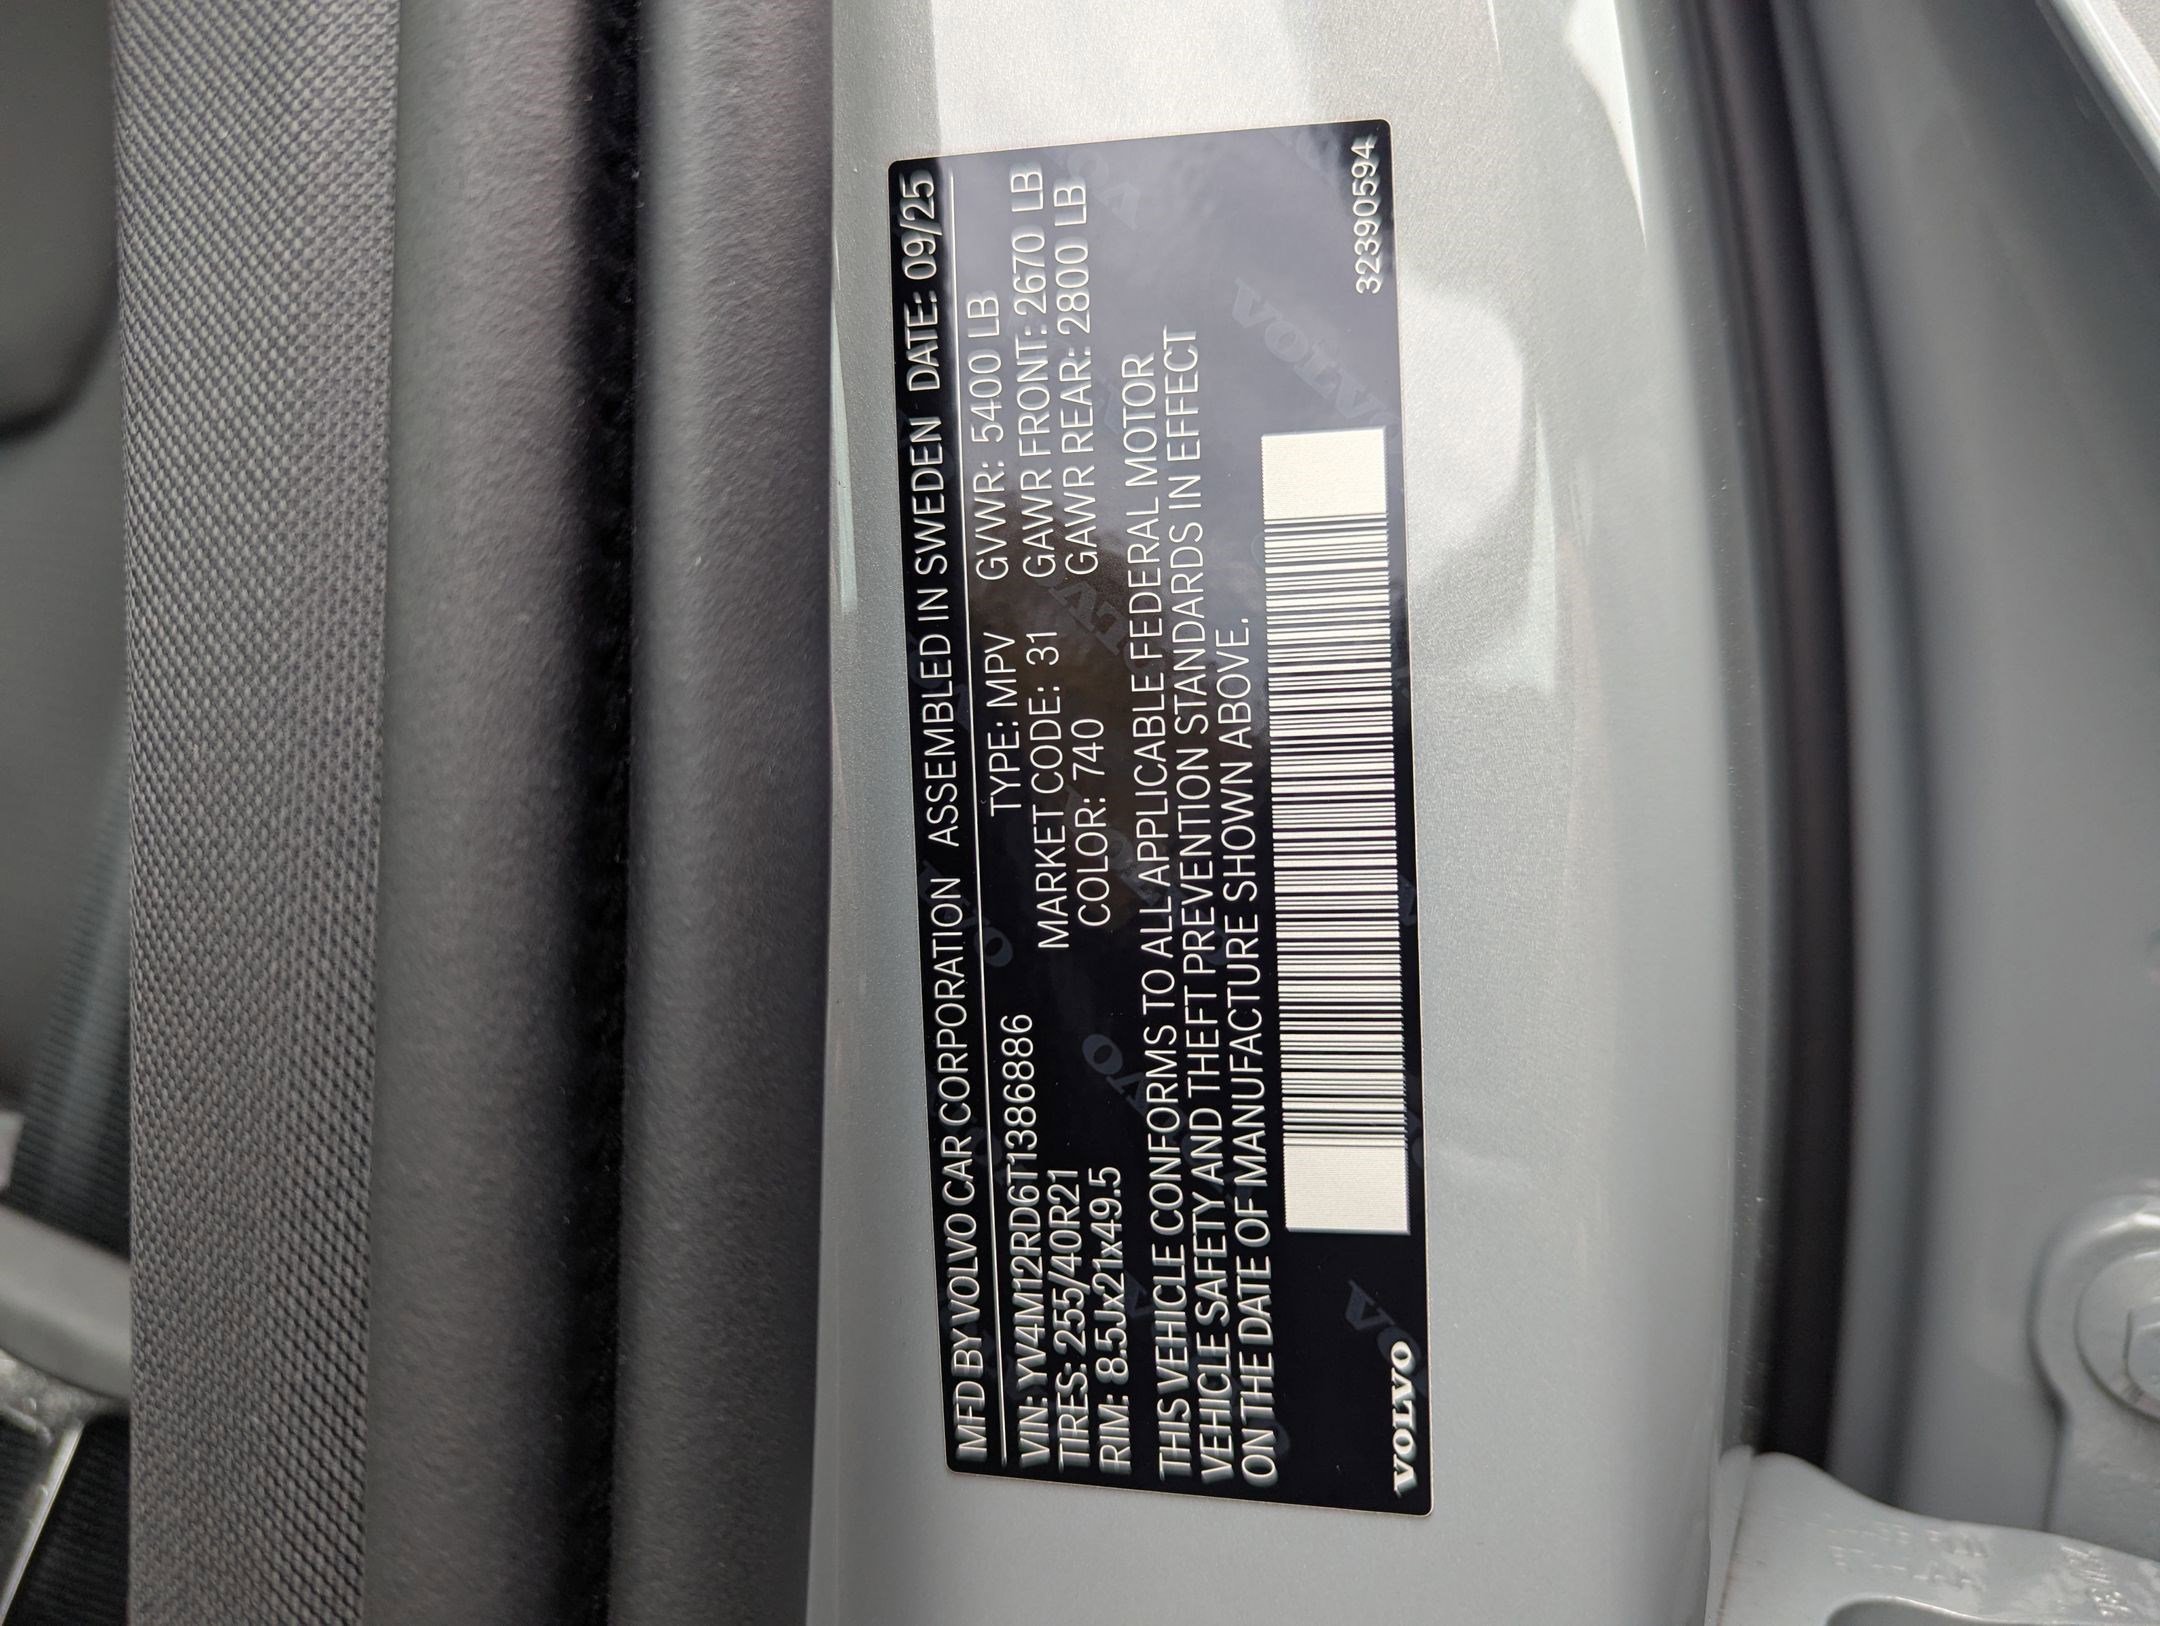 MFD BY VOLVO CAR CORPORATION ASSEMBLED IN SWEDEN DATE: 09/25
VIN: YV4M12RD6T1386886 TYPE: MPV GVWR: 5400 LB
TIRES: 255/40R21 MARKET CODE: 31 GAWR FRONT: 2670 LB
RIM: 8.5Jx21x49.5 COLOR: 740 GAWR REAR: 2800 LB
THIS VEHICLE CONFORMS TO ALL APPLICABLE FEDERAL MOTOR
VEHICLE SAFETY AND THEFT PREVENTION STANDARDS IN EFFECT
ON THE DATE OF MANUFACTURE SHOWN ABOVE.
VOLVO 32390594